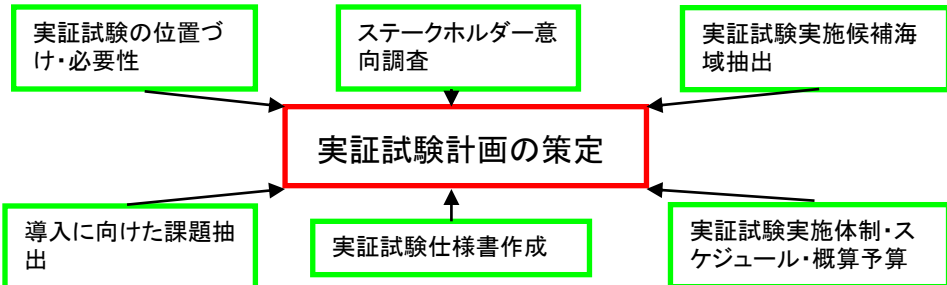 実証試験の位置づ
け・必要性
ステークホルダー意
向調査
実証試験実施候補海
域抽出
実証試験計画の策定
導入に向けた課題抽
出
実証試験仕様書作成
実証試験実施体制・ス
ケジュール・概算予算